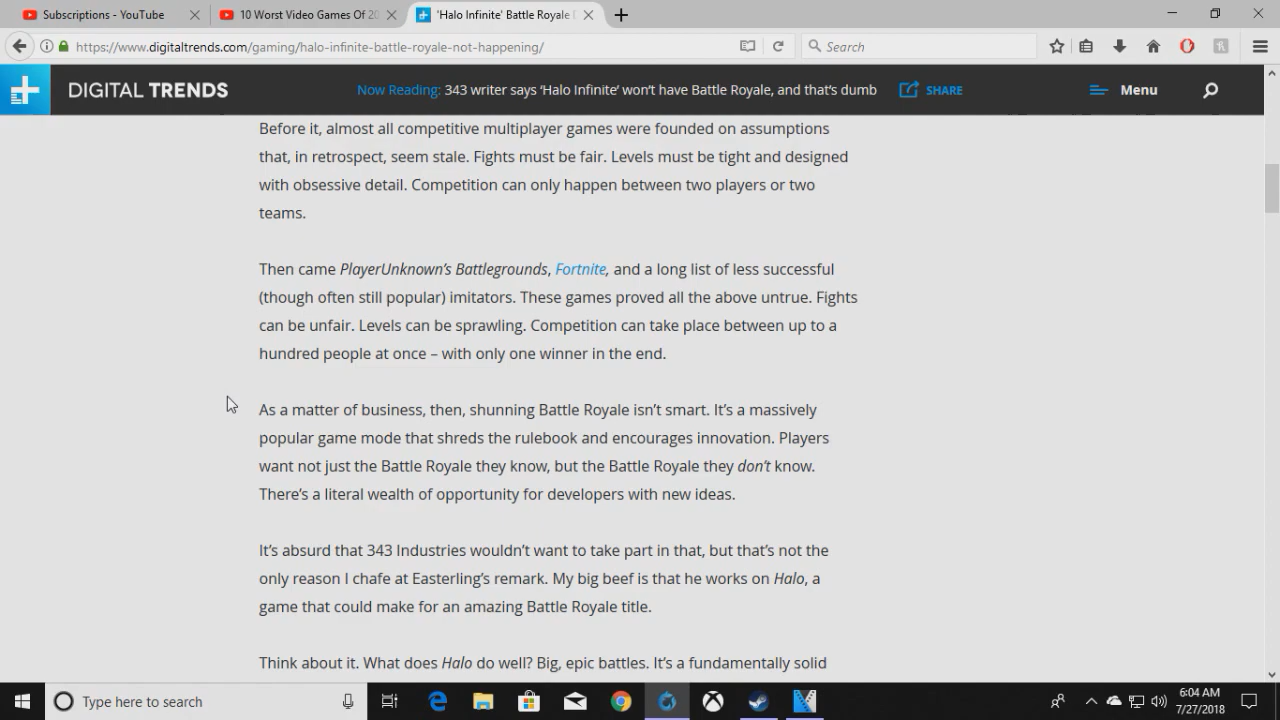 Subscriptions - YouTube
10 Worst Video Games Of 20
'Halo Infinite' Battle Royale
https://www.digitaltrends.com/gaming/halo-infinite-battle-royale-not-happening/
Search
DIGITAL TRENDS
Now Reading: 343 writer says ‘Halo Infinite’ won’t have Battle Royale, and that’s dumb
SHARE
Menu
Before it, almost all competitive multiplayer games were founded on assumptions
that, in retrospect, seem stale. Fights must be fair. Levels must be tight and designed
with obsessive detail. Competition can only happen between two players or two
teams.
Then came PlayerUnknown’s Battlegrounds, Fortnite, and a long list of less successful
(though often still popular) imitators. These games proved all the above untrue. Fights
can be unfair. Levels can be sprawling. Competition can take place between up to a
hundred people at once – with only one winner in the end.
As a matter of business, then, shunning Battle Royale isn’t smart. It’s a massively
popular game mode that shreds the rulebook and encourages innovation. Players
want not just the Battle Royale they know, but the Battle Royale they don’t know.
There’s a literal wealth of opportunity for developers with new ideas.
It’s absurd that 343 Industries wouldn’t want to take part in that, but that’s not the
only reason I chafe at Easterling’s remark. My big beef is that he works on Halo, a
game that could make for an amazing Battle Royale title.
Think about it. What does Halo do well? Big, epic battles. It’s a fundamentally solid
Type here to search
6:04 AM
7/27/2018